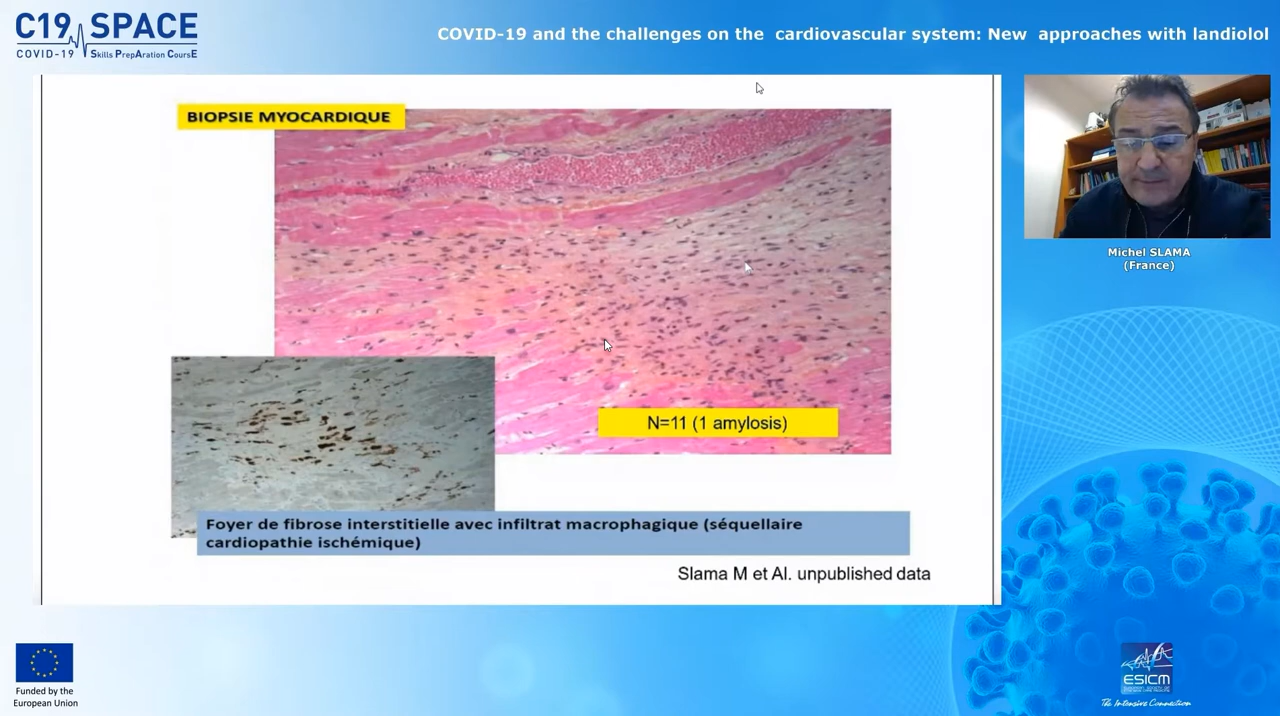 C19 SPACE
COVID-19 Skills PrepAration CoursE
COVID-19 and the challenges on the cardiovascular system: New approaches with landiolol
BIOPSIE MYOCARDIQUE
Michel SLAMA
(France)
N=11 (1 amylosis)
Foyer de fibrose interstitielle avec infiltrat macrophagique (séquellaire
cardiopathie ischémique)
Slama M et Al. unpublished data
Funded by the
European Union
ESICM
The Intensive Connection